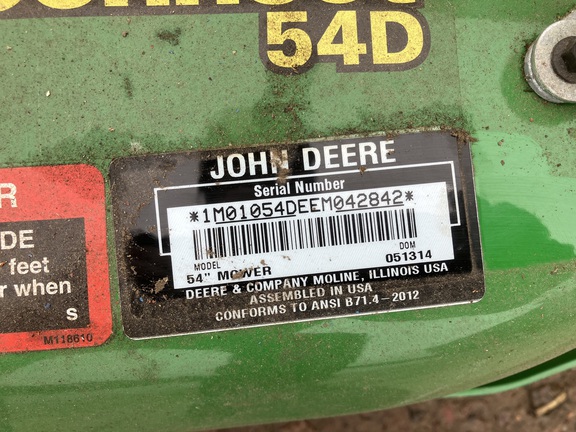 54D
R
DE
feet
r when
S
M118610
JOHN DEERE
Serial Number
*1M01054DEEM042842*
MODEL
DOM
54" MOWER
051314
DEERE & COMPANY MOLINE, ILLINOIS USA
ASSEMBLED IN USA
CONFORMS TO ANSI B71.4-2012